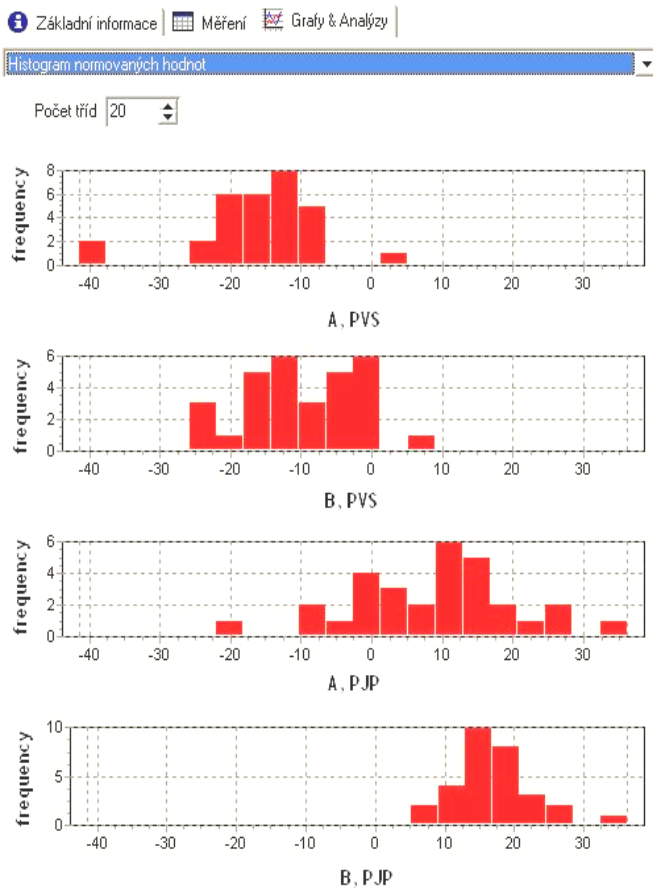 Základní informace Měření Grafy & Analýzy
Histogram normovaných hodnot
Počet tříd 20
frequency
8
6
4
2
0
-40 -30 -20 -10 0 10 20 30
A, PVS
frequency
6
4
2
0
-40 -30 -20 -10 0 10 20 30
B, PVS
frequency
6
4
2
0
-40 -30 -20 -10 0 10 20 30
A, PJP
frequency
10
5
0
-40 -30 -20 -10 0 10 20 30
B, PJP